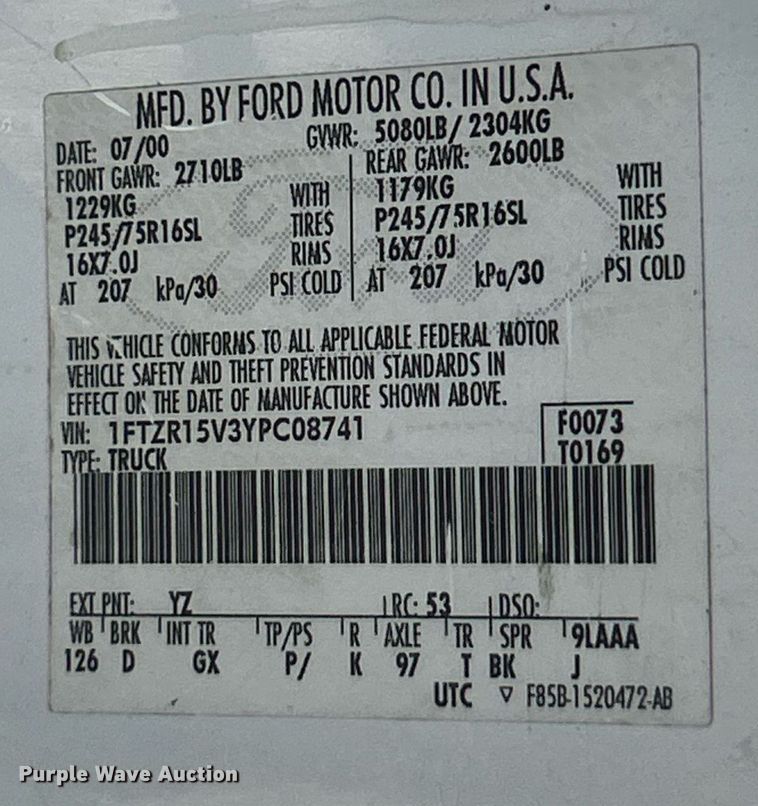 MFD. BY FORD MOTOR CO. IN U.S.A.
DATE: 07/00 GVWR: 5080LB/ 2304KG
FRONT GAWR: 2710LB REAR GAWR: 2600LB
1229KG WITH 1179KG WITH
P245/75R16SL TIRES P245/75R16SL TIRES
16X7.0J RIMS 16X7.0J RIMS
AT 207 kPa/30 PSI COLD AT 207 kPa/30 PSI COLD
THIS VEHICLE CONFORMS TO ALL APPLICABLE FEDERAL MOTOR
VEHICLE SAFETY AND THEFT PREVENTION STANDARDS IN
EFFECT ON THE DATE OF MANUFACTURE SHOWN ABOVE.
VIN: 1FTZR15V3YPC08741 F0073
TYPE: TRUCK T0169
EXT PNT: YZ RC: 53 DSO:
WB BRK INT TR TP/PS R AXLE TR SPR 9LAAA
126 D GX P/ K 97 T BK J
UTC ▽ F85B-1520472-AB
Purple Wave Auction